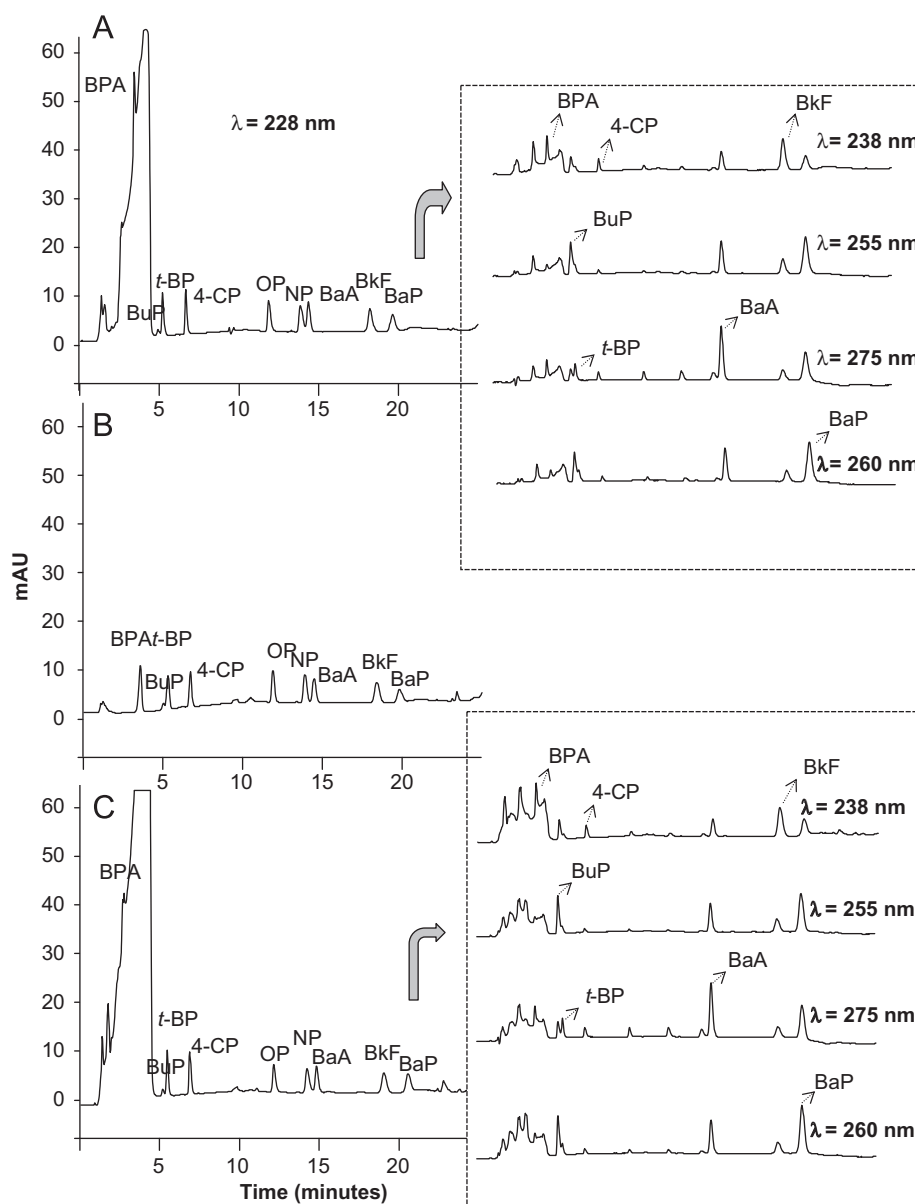 A
60
50
40
30
20
10
0
BPA
λ = 228 nm
BuP
t-BP
4-CP
OP
NP
BaA
BkF
BaP
5
10
15
20
BPA
4-CP
BkF
λ = 238 nm
BuP
λ = 255 nm
BaA
t-BP
λ = 275 nm
BaP
λ = 260 nm
B
60
50
40
30
20
10
0
mAU
BPA
t-BP
BuP
4-CP
OP
NP
BaA
BkF
BaP
5
10
15
20
C
60
50
40
30
20
10
0
BPA
t-BP
BuP
4-CP
OP
NP
BaA
BkF
BaP
5
10
15
20
Time (minutes)
BPA
4-CP
BkF
λ = 238 nm
BuP
λ = 255 nm
BaA
t-BP
λ = 275 nm
BaP
λ = 260 nm